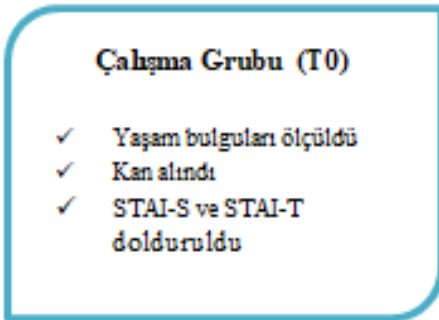 Çalışma Grubu (T0)
✓ Yaşam bulguları ölçüldü
✓ Kan alındı
✓ STAI-S ve STAI-T
dolduruldu